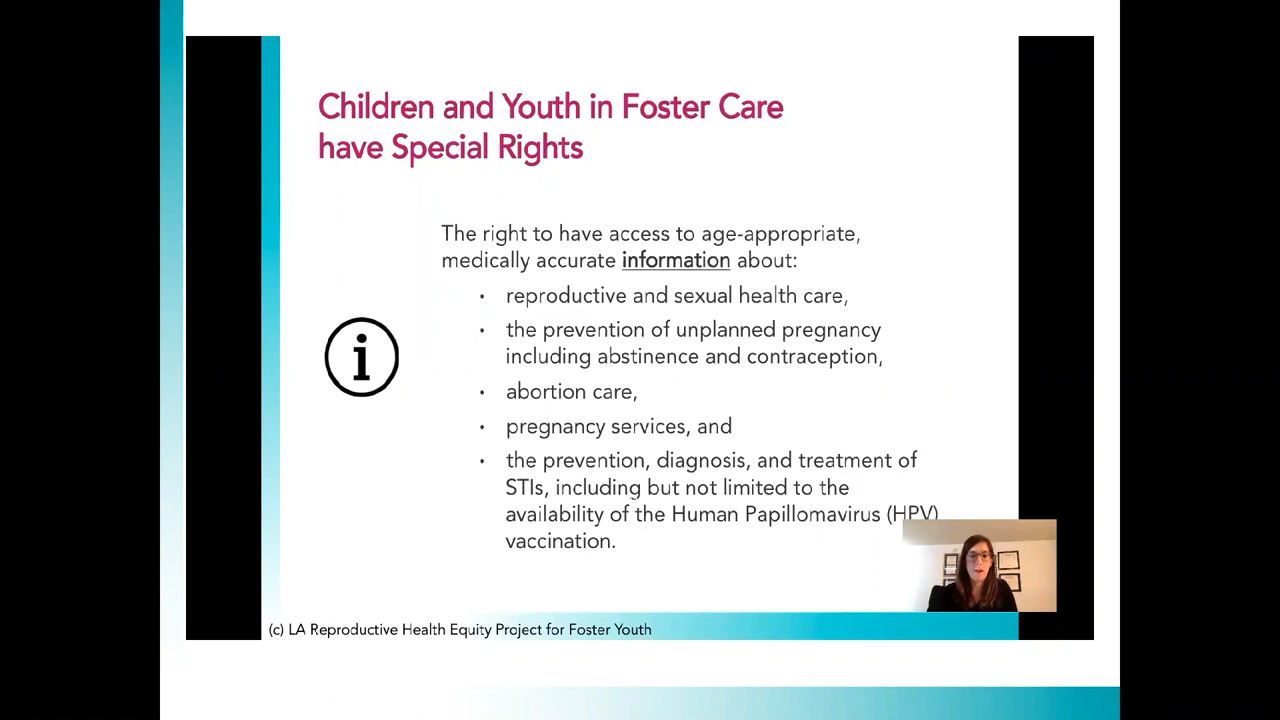 Children and Youth in Foster Care
have Special Rights
The right to have access to age-appropriate,
medically accurate information about:
• reproductive and sexual health care,
• the prevention of unplanned pregnancy
including abstinence and contraception,
• abortion care,
• pregnancy services, and
• the prevention, diagnosis, and treatment of
STIs, including but not limited to the
availability of the Human Papillomavirus (HPV)
vaccination.
i
(c) LA Reproductive Health Equity Project for Foster Youth